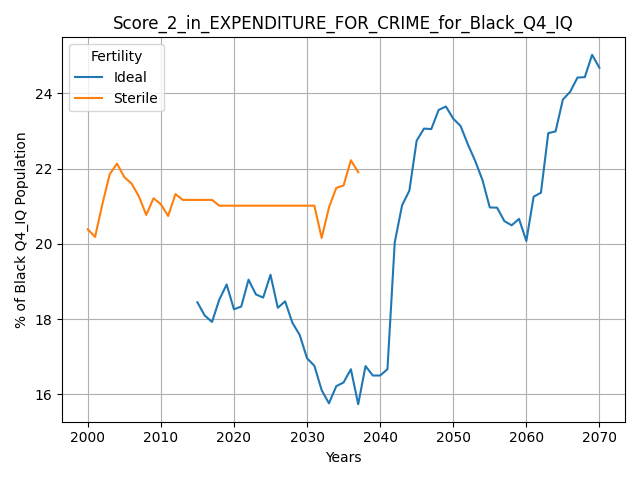 Score_2_in_EXPENDITURE_FOR_CRIME_for_Black_Q4_IQ
Fertility
Ideal
Sterile
% of Black Q4_IQ Population
24
22
20
18
16
2000 2010 2020 2030 2040 2050 2060 2070
Years